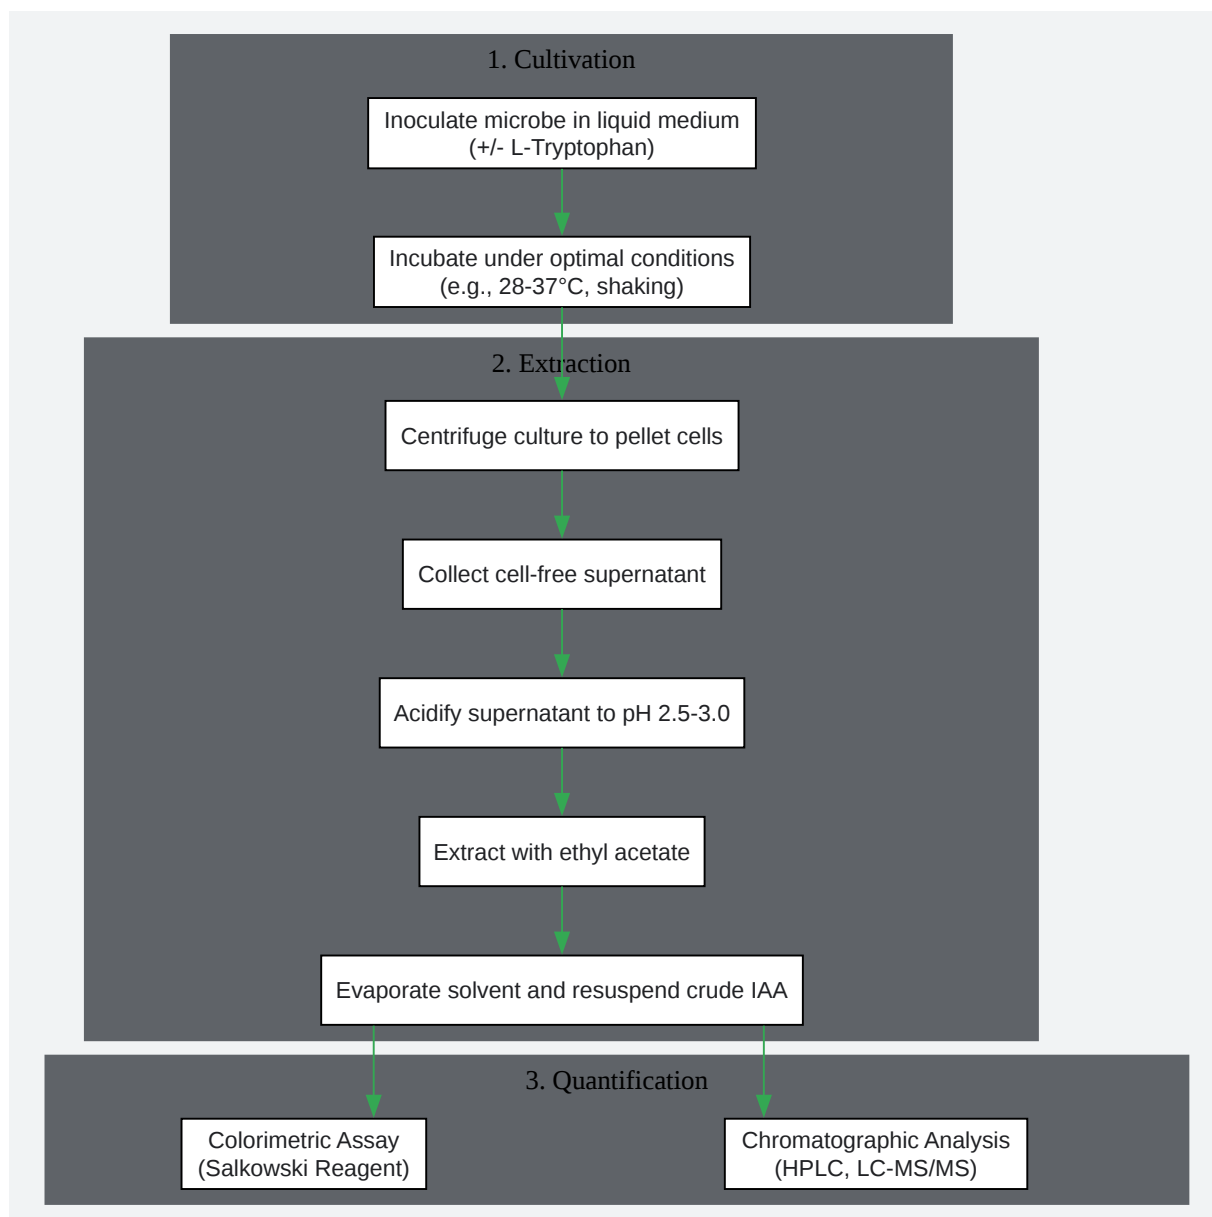 1. Cultivation
Inoculate microbe in liquid medium
(+/- L-Tryptophan)
Incubate under optimal conditions
(e.g., 28-37°C, shaking)
2. Extraction
Centrifuge culture to pellet cells
Collect cell-free supernatant
Acidify supernatant to pH 2.5-3.0
Extract with ethyl acetate
Evaporate solvent and resuspend crude IAA
3. Quantification
Colorimetric Assay
(Salkowski Reagent)
Chromatographic Analysis
(HPLC, LC-MS/MS)